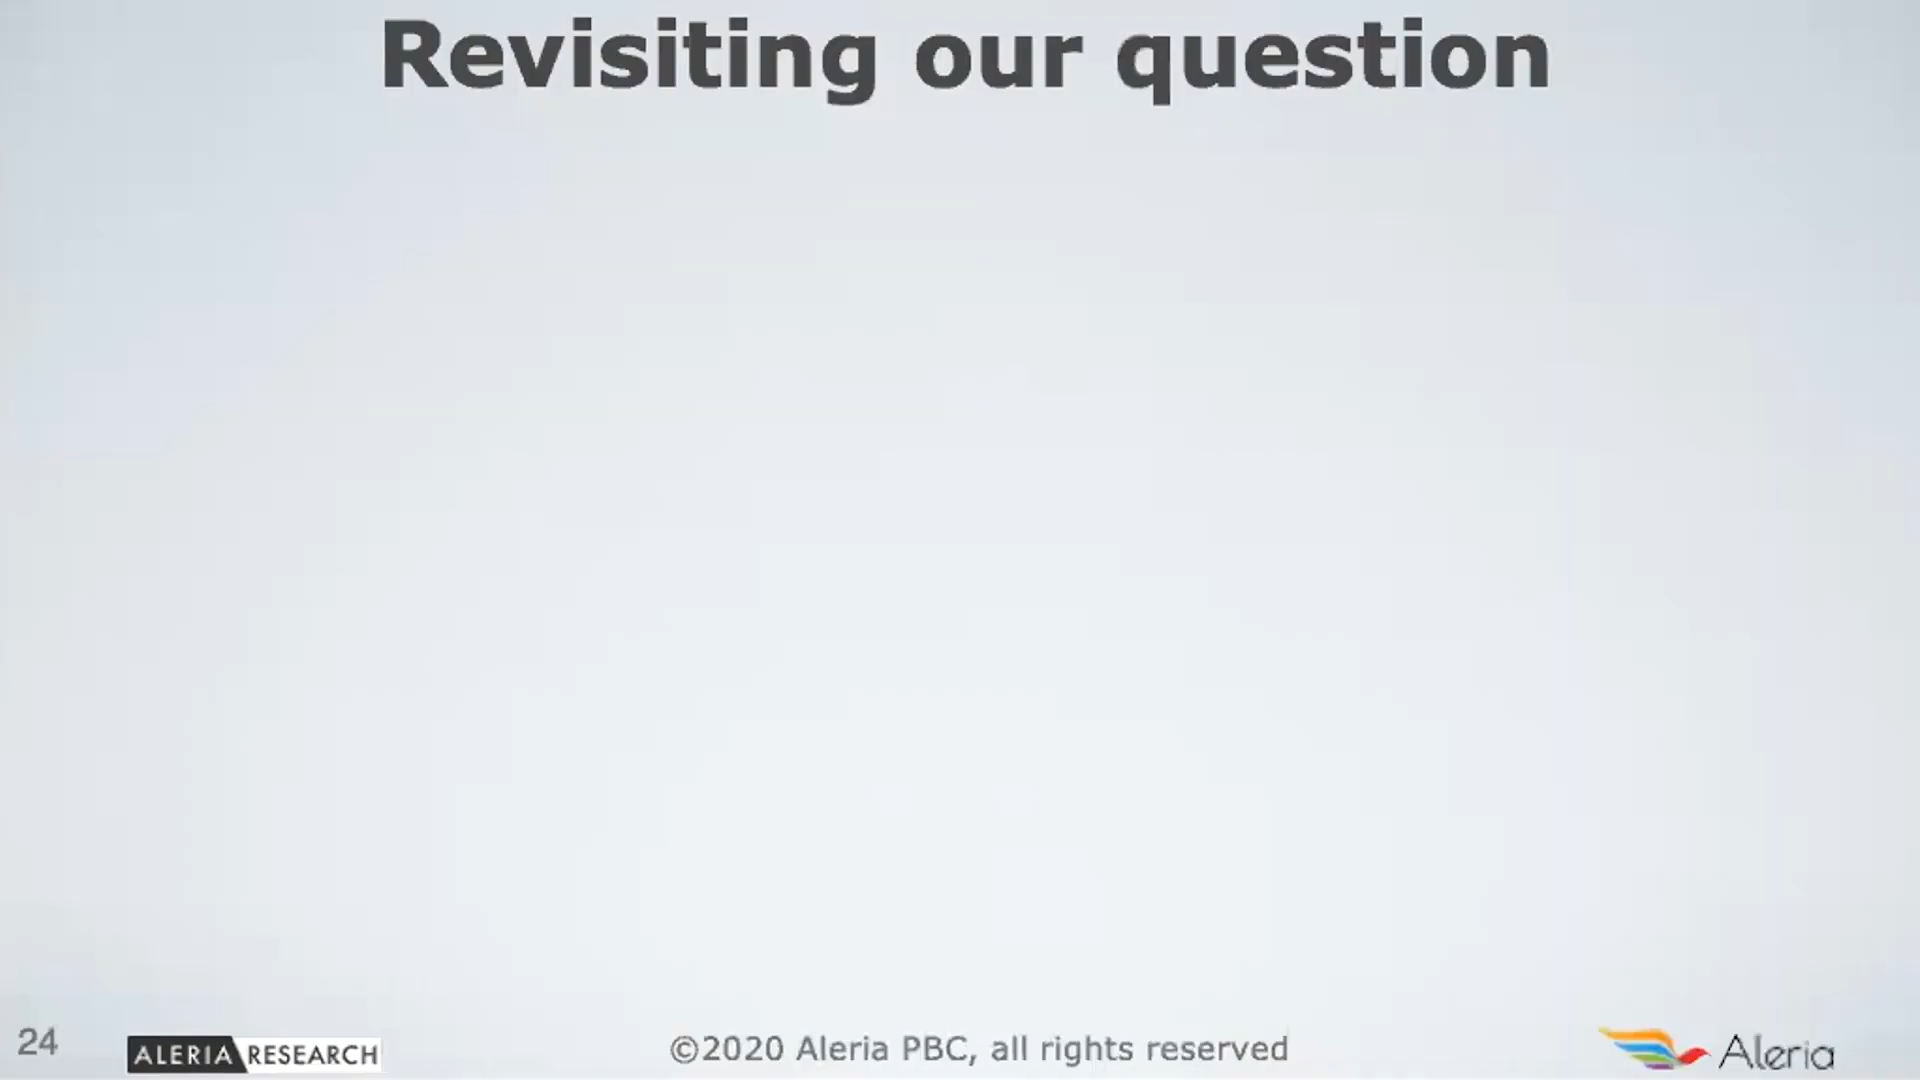 Revisiting our question
24
ALERIA RESEARCH
©2020 Aleria PBC, all rights reserved
Aleria